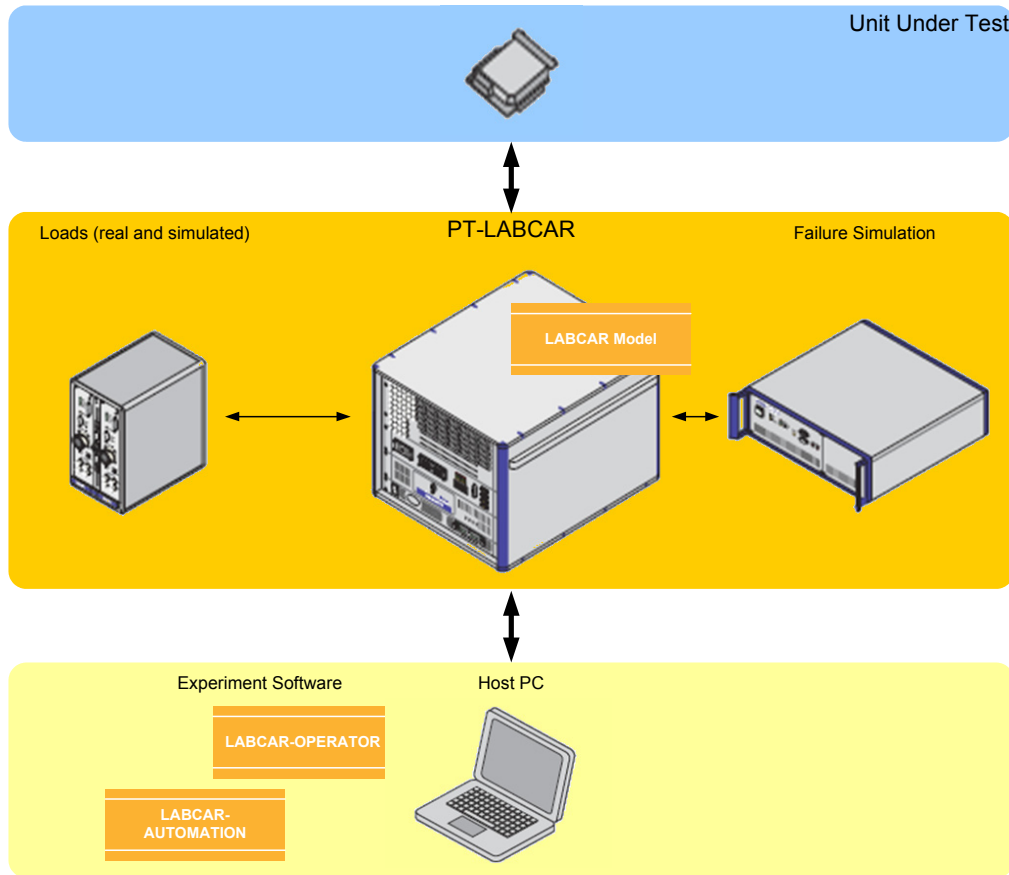 Unit Under Test
Loads (real and simulated)
PT-LABCAR
Failure Simulation
LABCAR Model
Experiment Software
Host PC
LABCAR-OPERATOR
LABCAR-
AUTOMATION